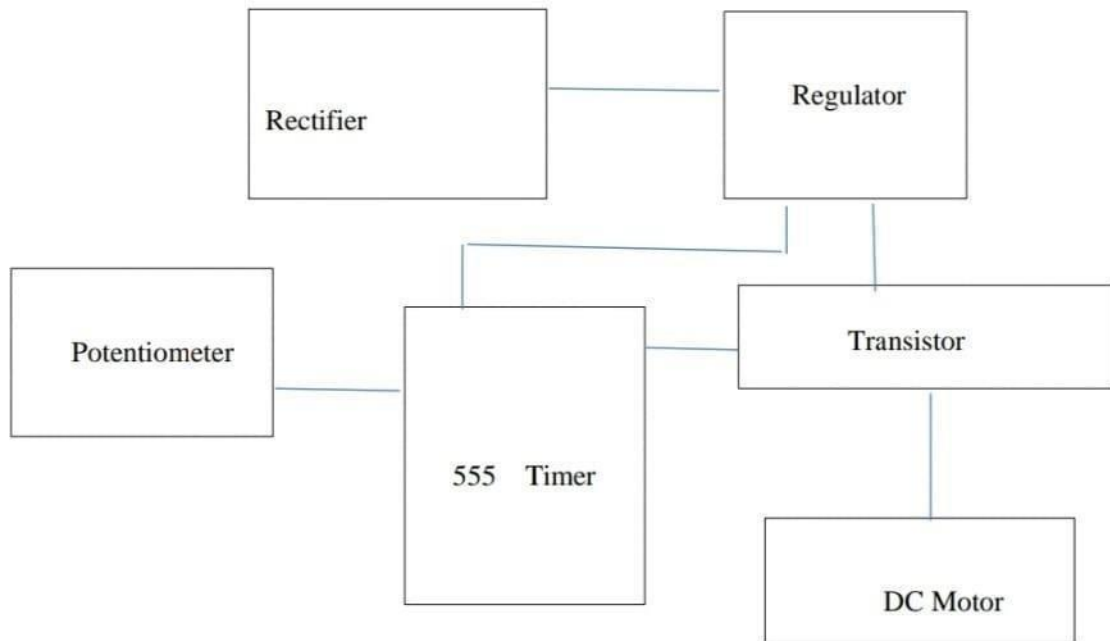 Rectifier
Regulator
Potentiometer
555 Timer
Transistor
DC Motor